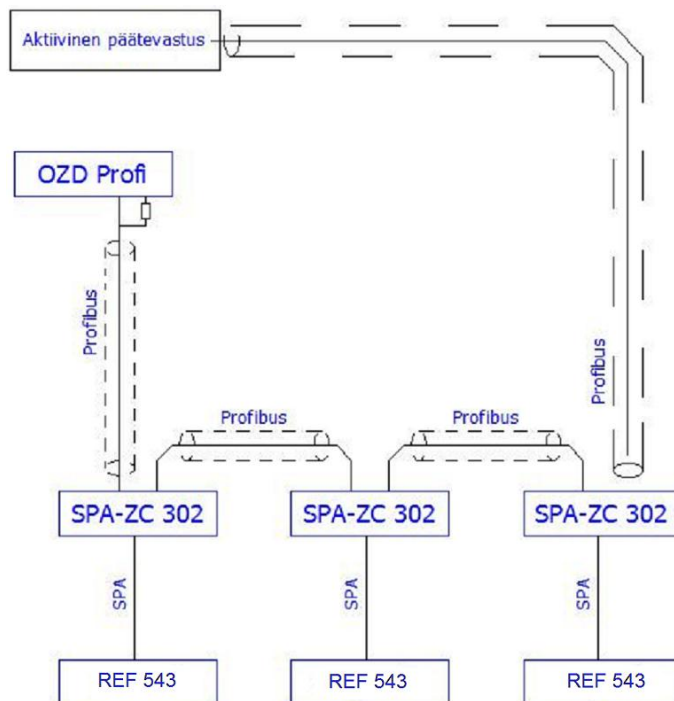 Aktiivinen päätevastus
OZD Profi
Profibus
Profibus
Profibus
Profibus
SPA-ZC 302
SPA-ZC 302
SPA-ZC 302
SPA
SPA
SPA
REF 543
REF 543
REF 543